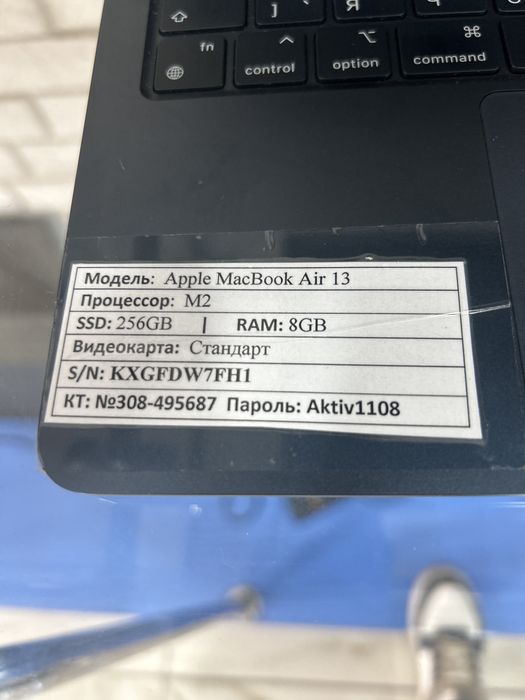 fn control option command
Модель: Apple MacBook Air 13
Процессор: M2
SSD: 256GB | RAM: 8GB
Видеокарта: Стандарт
S/N: KXGFDW7FH1
КТ: №308-495687 Пароль: Aktiv1108